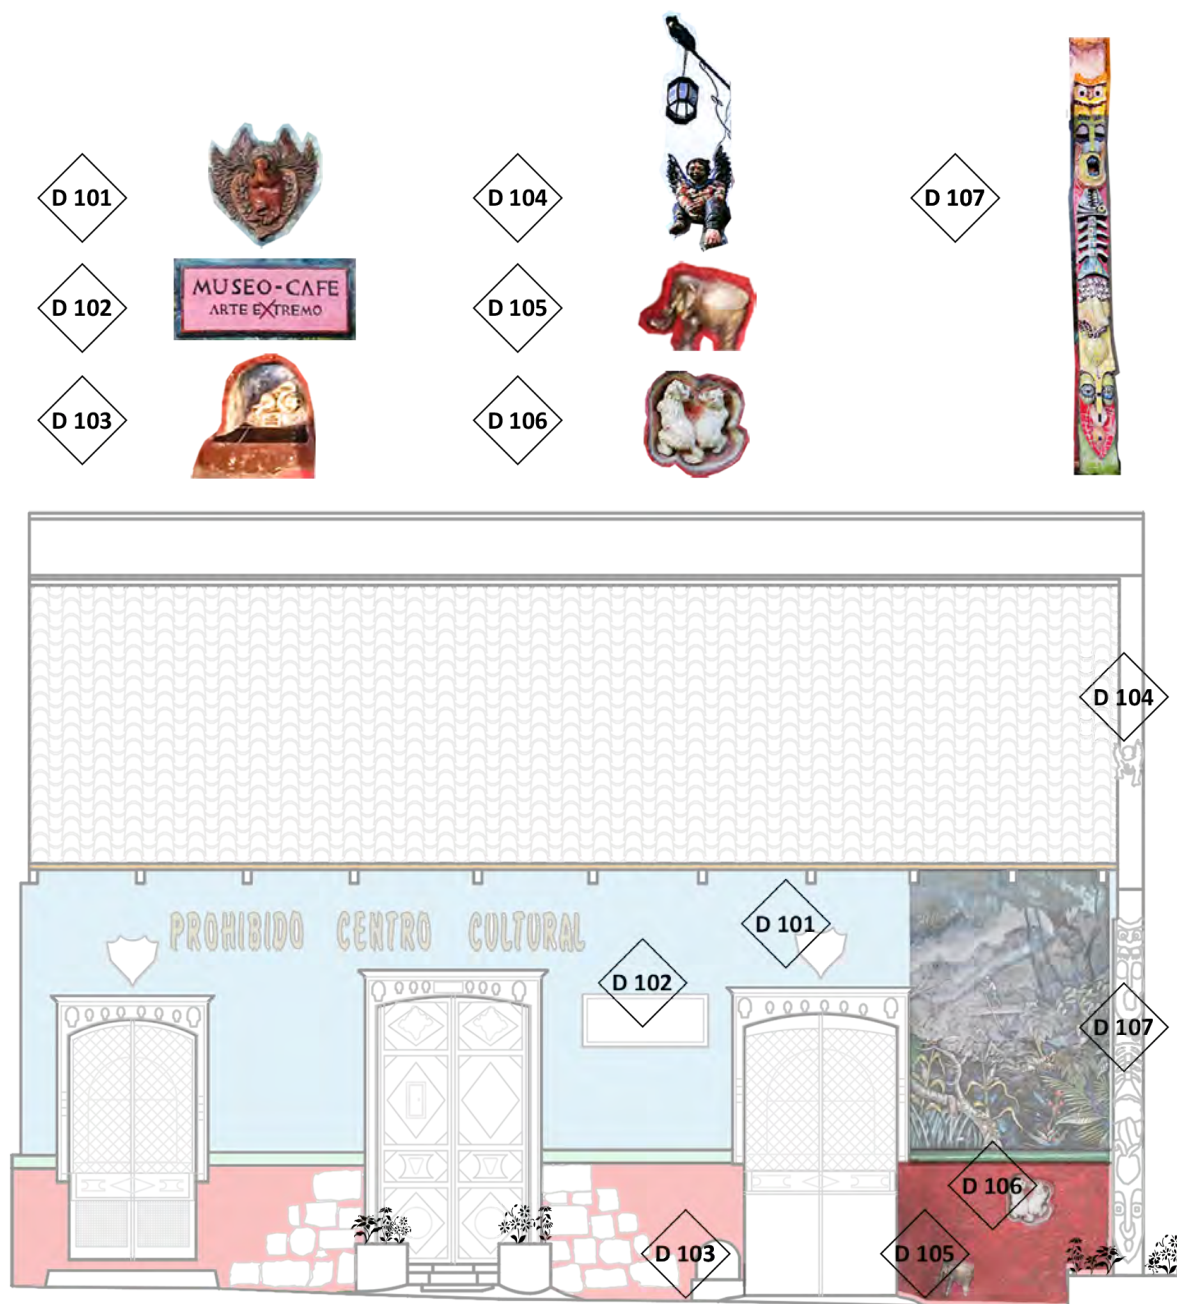 D 101
D 104
D 107
D 102
MUSEO-CAFE
ARTE EXTREMO
D 105
D 103
D 106
D 104
PROHIBIDO CENTRO CULTURAL
D 101
D 102
D 107
D 106
D 103
D 105